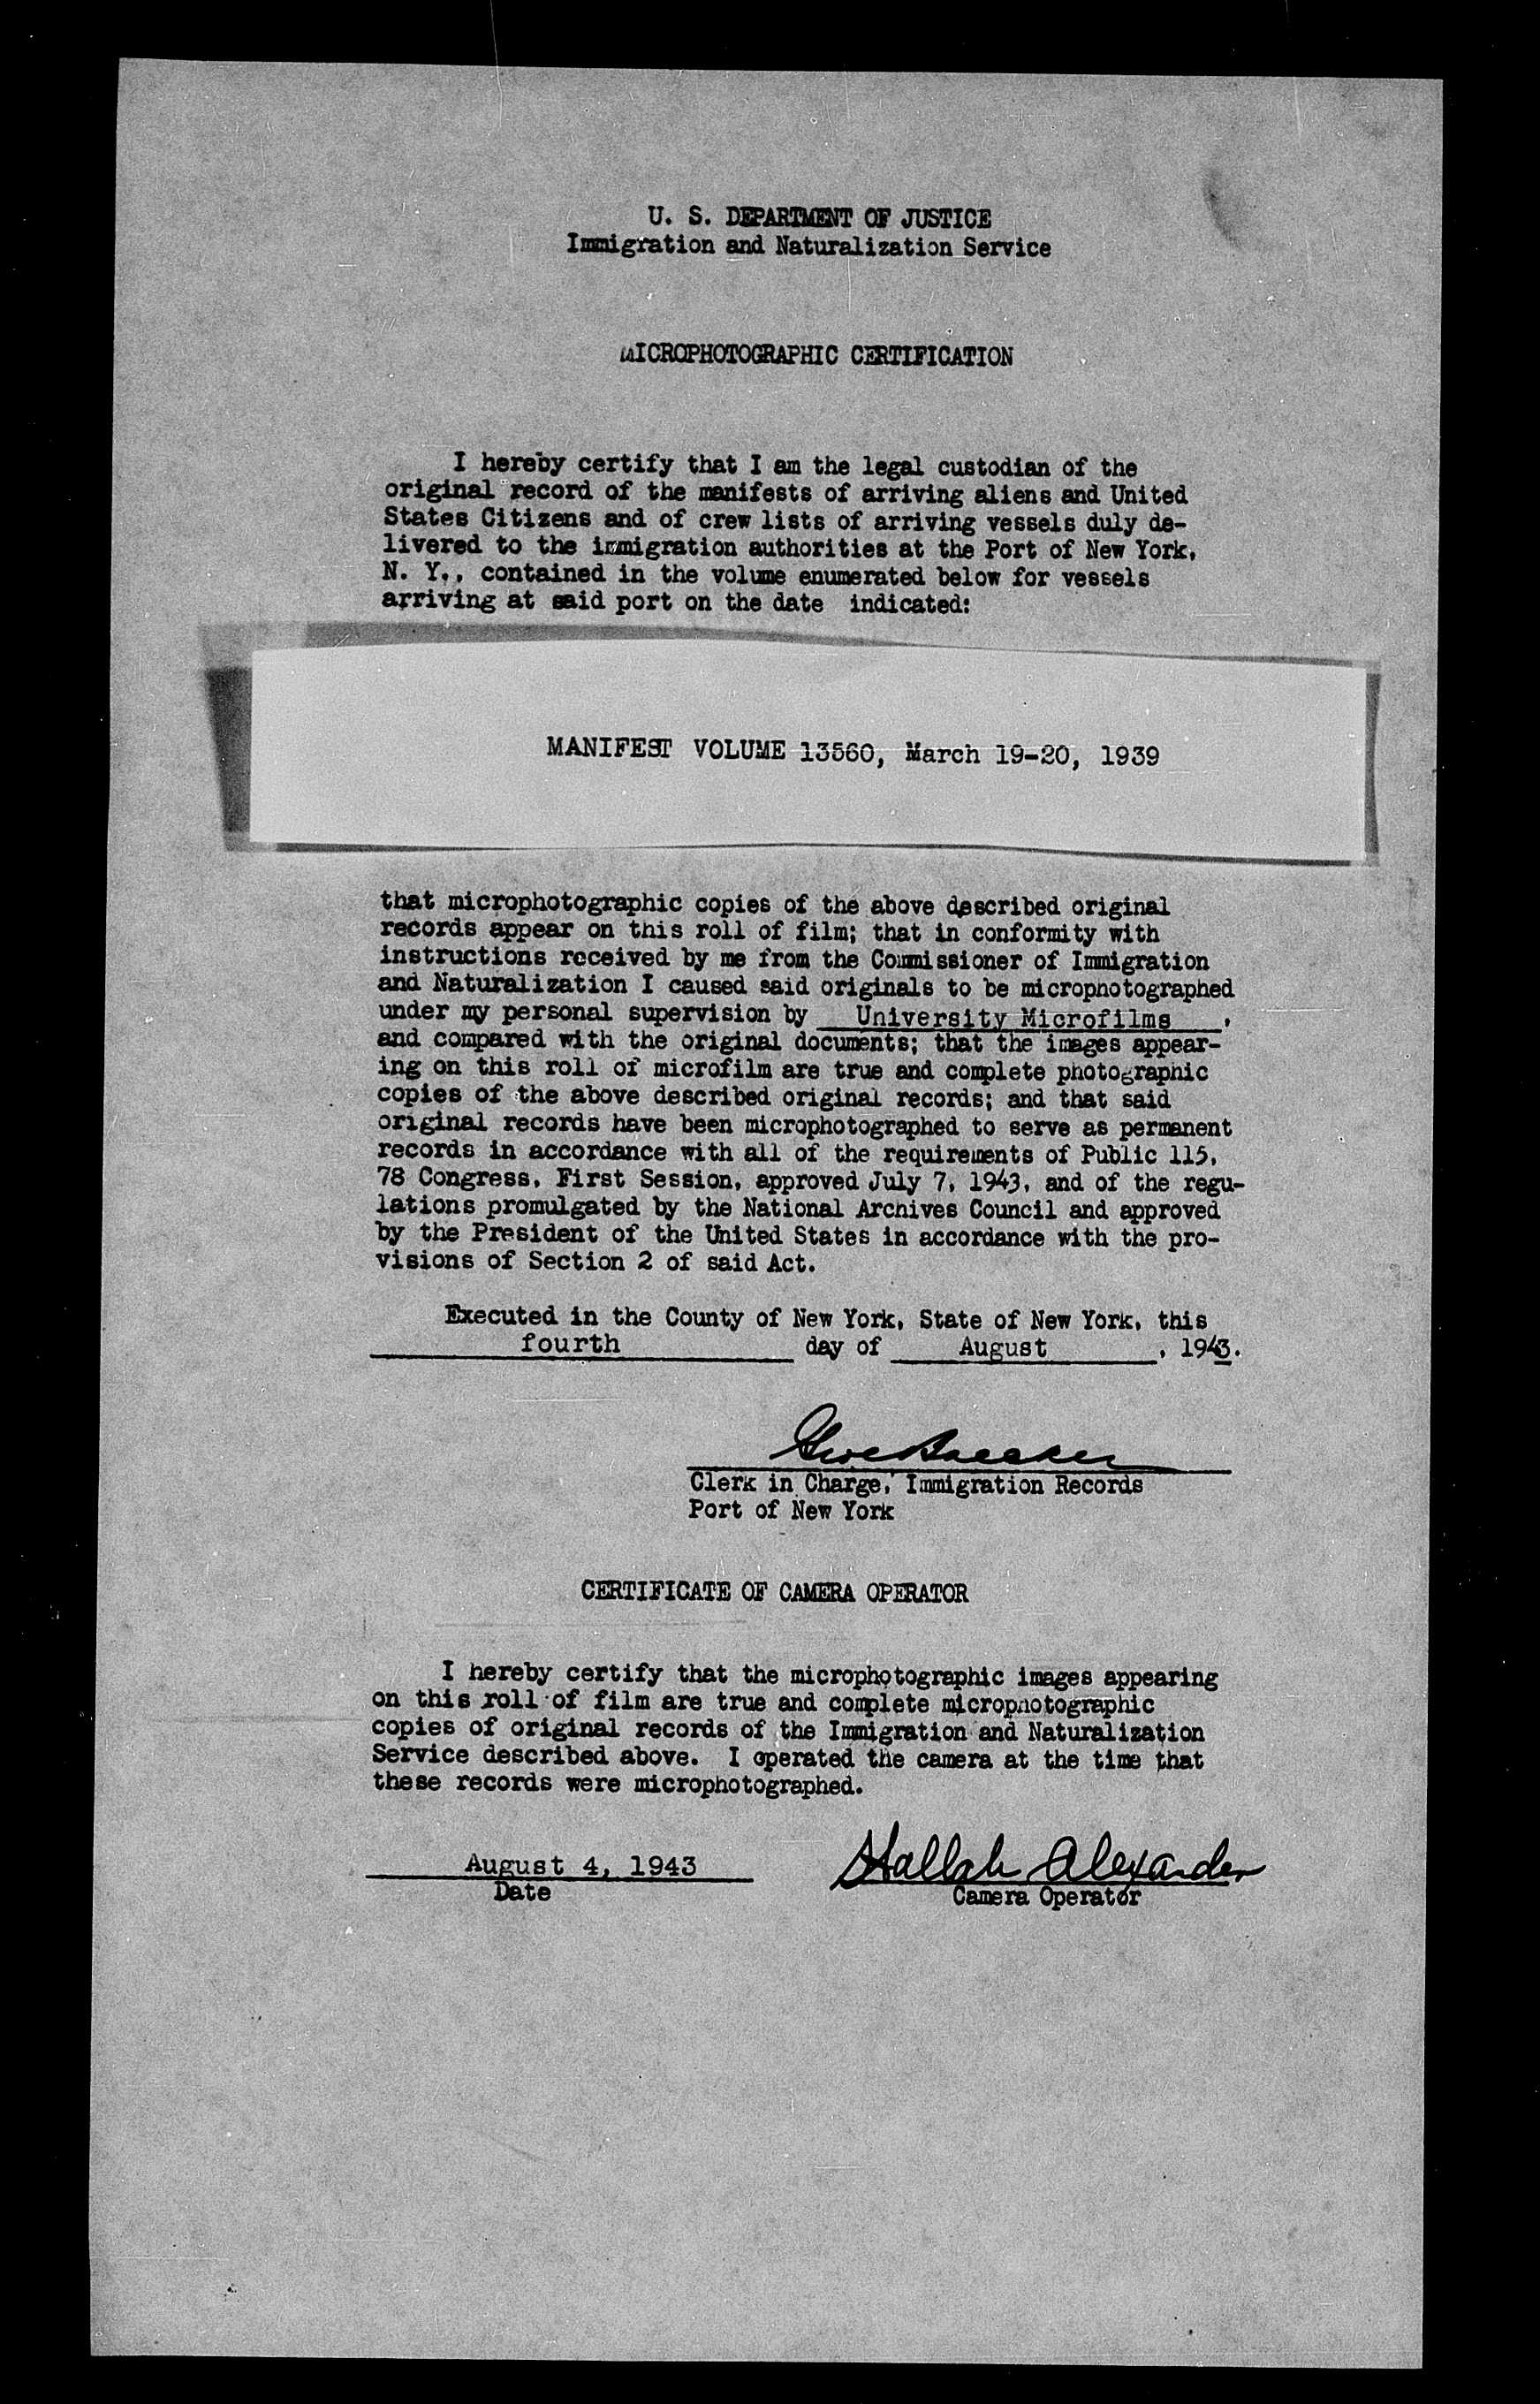 U. S. DEPARTMENT OF JUSTICE
Immigration and Naturalization Service
MICROPHOTOGRAPHIC CERTIFICATION
I hereby certify that I am the legal custodian of the
original record of the manifests of arriving aliens and United
States Citizens and of crew lists of arriving vessels duly de-
livered to the immigration authorities at the Port of New York,
N. Y., contained in the volume enumerated below for vessels
arriving at said port on the date indicated:
MANIFEST VOLUME 13560, March 19-20, 1939
that microphotographic copies of the above described original
records appear on this roll of film; that in conformity with
instructions received by me from the Commissioner of Immigration
and Naturalization I caused said originals to be microphotographed
under my personal supervision by University Microfilms,
and compared with the original documents; that the images appear-
ing on this roll of microfilm are true and complete photographic
copies of the above described original records; and that said
original records have been microphotographed to serve as permanent
records in accordance with all of the requirements of Public 115,
78 Congress, First Session, approved July 7, 1943, and of the regu-
lations promulgated by the National Archives Council and approved
by the President of the United States in accordance with the pro-
visions of Section 2 of said Act.
Executed in the County of New York, State of New York, this
fourth day of August, 1943.
Clerk in Charge, Immigration Records
Port of New York
CERTIFICATE OF CAMERA OPERATOR
I hereby certify that the microphotographic images appearing
on this roll of film are true and complete microphotographic
copies of original records of the Immigration and Naturalization
Service described above. I operated the camera at the time that
these records were microphotographed.
August 4, 1943 Alexander
Date Camera Operator